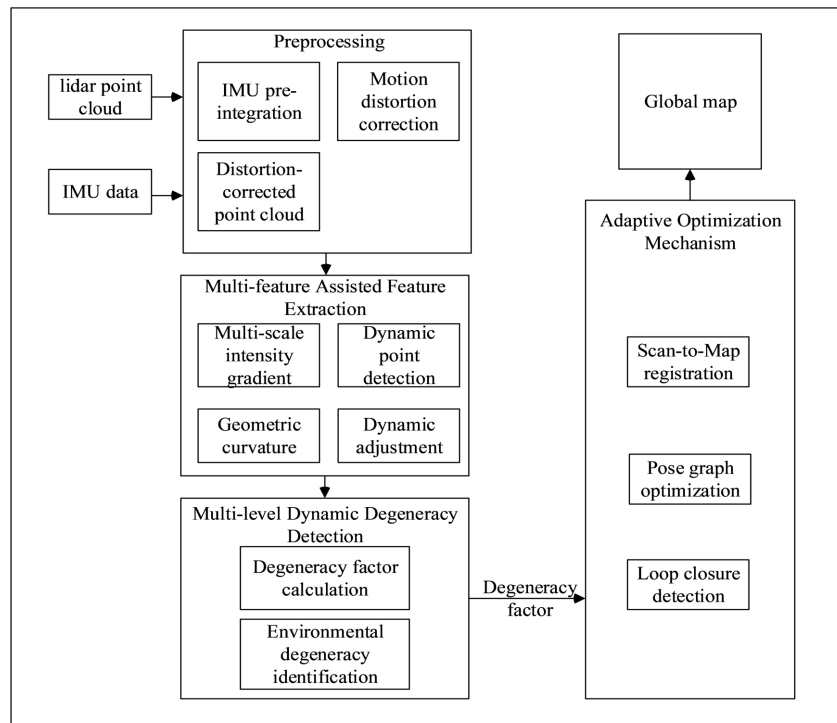 Preprocessing
lidar point
cloud
IMU data
IMU pre-
integration
Motion
distortion
correction
Distortion-
corrected
point cloud
Multi-feature Assisted Feature
Extraction
Multi-scale
intensity
gradient
Dynamic
point
detection
Geometric
curvature
Dynamic
adjustment
Multi-level Dynamic Degeneracy
Detection
Degeneracy factor
calculation
Environmental
degeneracy
identification
Degeneracy
factor
Global map
Adaptive Optimization
Mechanism
Scan-to-Map
registration
Pose graph
optimization
Loop closure
detection